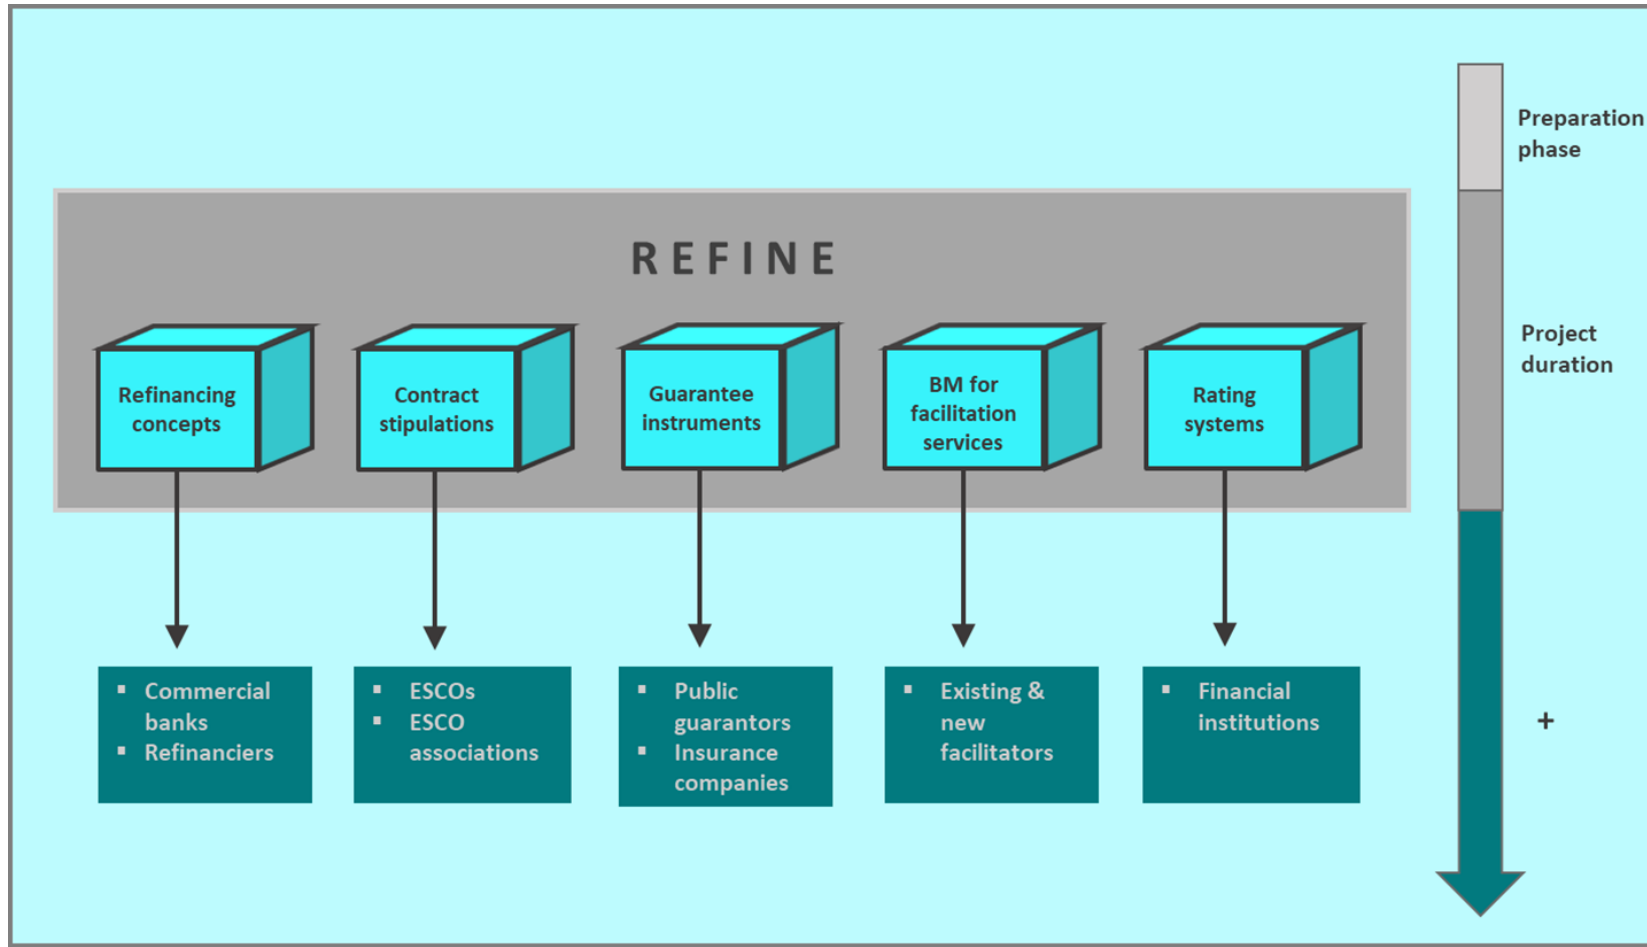 Preparation
phase
R E F I N E
Project
duration
Refinancing
concepts
Contract
stipulations
Guarantee
instruments
BM for
facilitation
services
Rating
systems
▪ Commercial
banks
▪ Refinanciers
▪ ESCOs
▪ ESCO
associations
▪ Public
guarantors
▪ Insurance
companies
▪ Existing &
new
facilitators
▪ Financial
institutions
+